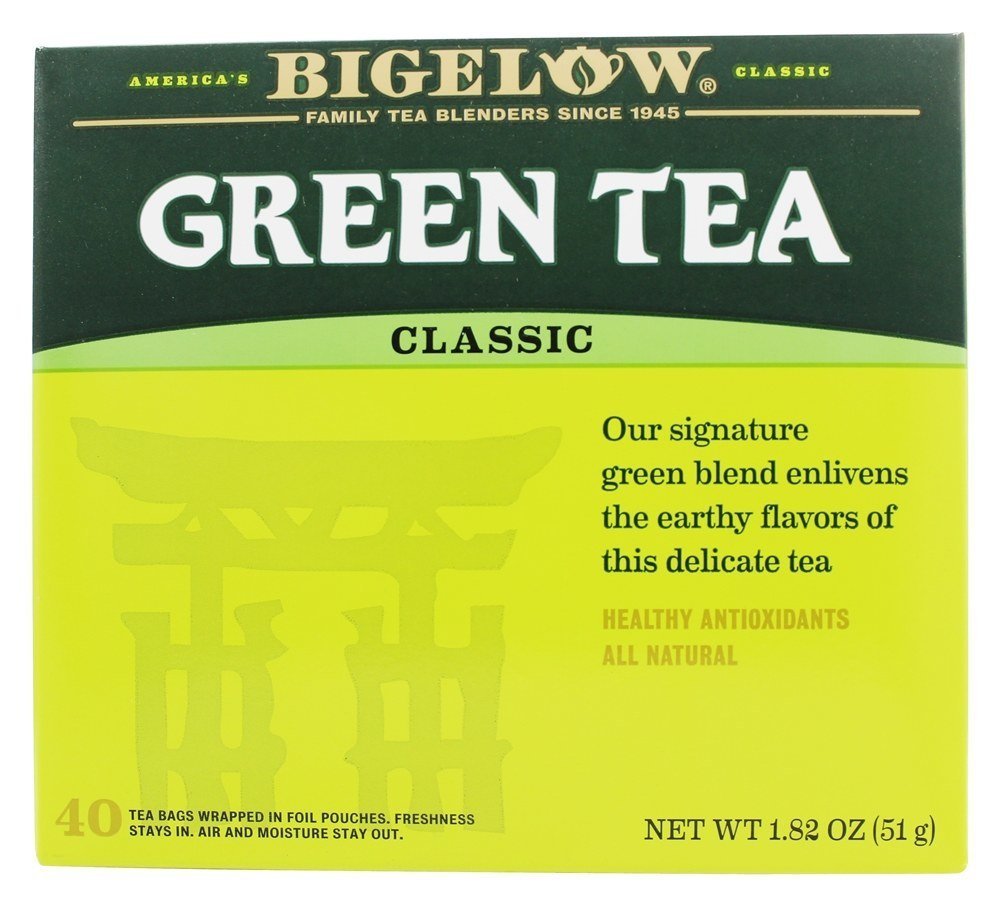 AMERICA'S BIGELOW® CLASSIC
FAMILY TEA BLENDERS SINCE 1945
GREEN TEA
CLASSIC
Our signature
green blend enlivens
the earthy flavors of
this delicate tea
HEALTHY ANTIOXIDANTS
ALL NATURAL
40 TEA BAGS WRAPPED IN FOIL POUCHES. FRESHNESS
STAYS IN. AIR AND MOISTURE STAY OUT.
NET WT 1.82 OZ (51 g)